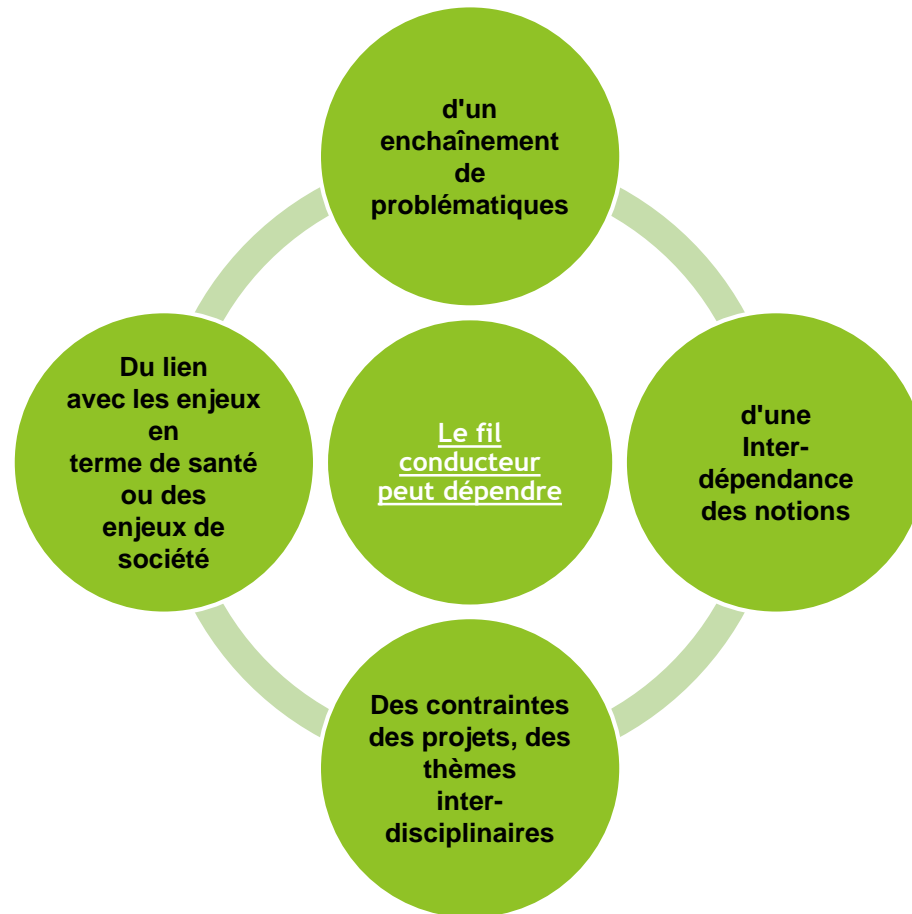 d'un
enchaînement
de
problématiques
Du lien
avec les enjeux
en
terme de santé
ou des
enjeux de
société
Le fil
conducteur
peut dépendre
d'une
Inter-
dépendance
des notions
Des contraintes
des projets, des
thèmes
inter-
disciplinaires